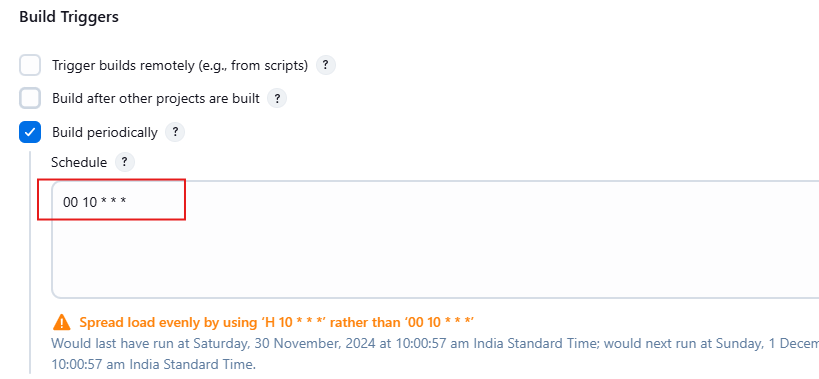 Build Triggers
Trigger builds remotely (e.g., from scripts) ?
Build after other projects are built ?
Build periodically ?
Schedule ?
00 10 * * *
Spread load evenly by using ‘H 10 * * *’ rather than ‘00 10 * * *’
Would last have run at Saturday, 30 November, 2024 at 10:00:57 am India Standard Time; would next run at Sunday, 1 Decem
10:00:57 am India Standard Time.